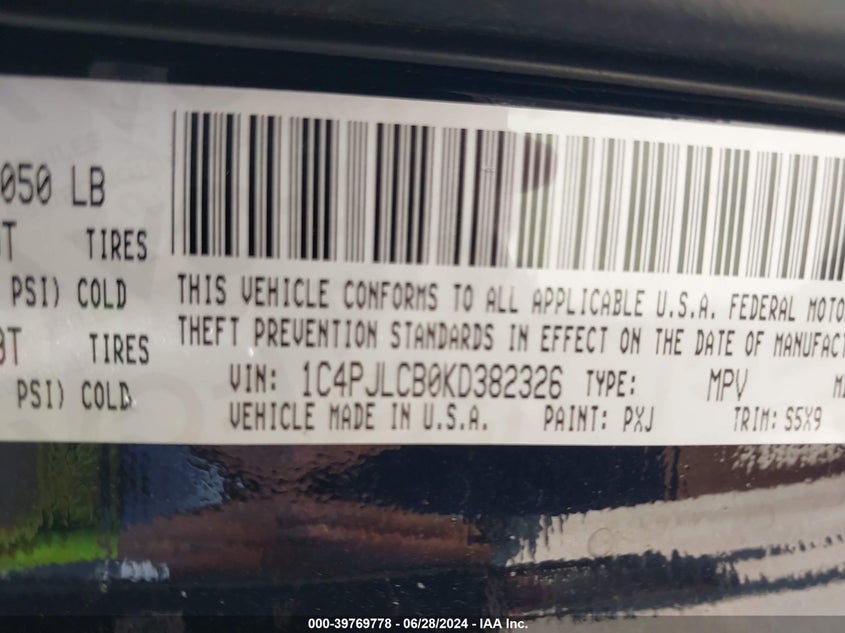 050 LB
T TIRES
PSI) COLD
THIS VEHICLE CONFORMS TO ALL APPLICABLE U.S.A. FEDERAL MOTO
THEFT PREVENTION STANDARDS IN EFFECT ON THE DATE OF MANUFACT
T TIRES
VIN: 1C4PJLCB0KD382326 TYPE: MPV
PSI) COLD
VEHICLE MADE IN U.S.A. PAINT: PXJ TRIM: S5X9
000-39769778 - 06/28/2024 - IAA Inc.